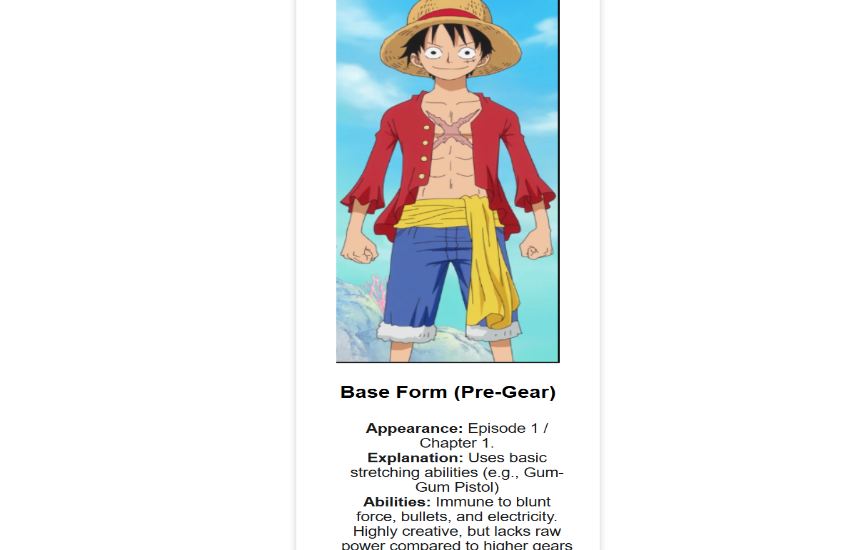 Base Form (Pre-Gear)
Appearance: Episode 1 /
Chapter 1.
Explanation: Uses basic
stretching abilities (e.g., Gum-
Gum Pistol)
Abilities: Immune to blunt
force, bullets, and electricity.
Highly creative, but lacks raw
power compared to higher gears